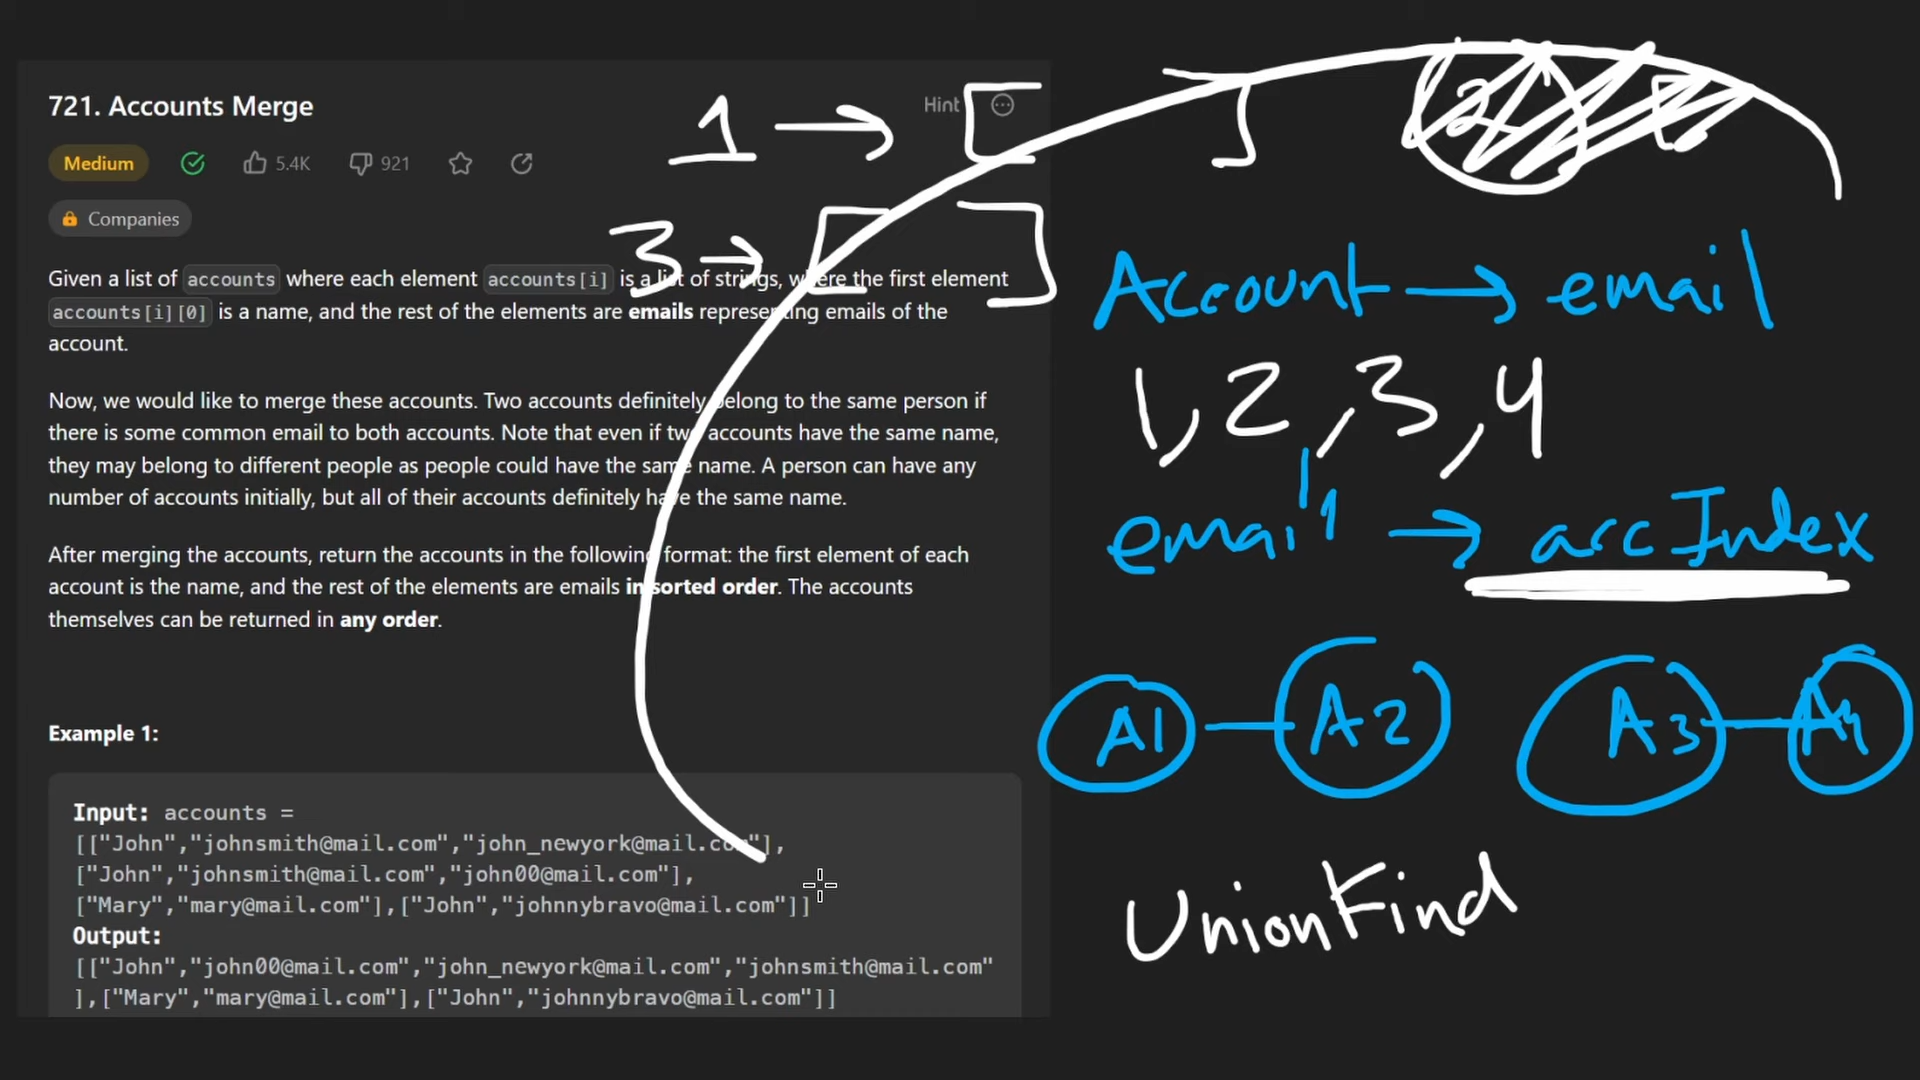 721. Accounts Merge
Hint
Medium
5.4K
921
Companies
Given a list of accounts where each element accounts[i] is a list of strings, where the first element
accounts[i][0] is a name, and the rest of the elements are emails representing emails of the
account.
Now, we would like to merge these accounts. Two accounts definitely belong to the same person if
there is some common email to both accounts. Note that even if two accounts have the same name,
they may belong to different people as people could have the same name. A person can have any
number of accounts initially, but all of their accounts definitely have the same name.
After merging the accounts, return the accounts in the following format: the first element of each
account is the name, and the rest of the elements are emails in sorted order. The accounts
themselves can be returned in any order.
Example 1:
Input: accounts =
[["John","johnsmith@mail.com","john_newyork@mail.com"],
["John","johnsmith@mail.com","john00@mail.com"],
["Mary","mary@mail.com"],["John","johnnybravo@mail.com"]]
Output:
[["John","john00@mail.com","john_newyork@mail.com","johnsmith@mail.com"
],["Mary","mary@mail.com"],["John","johnnybravo@mail.com"]]
1 → [ ]
3 → [ ]
Account → email
1, 2, 3, 4
email → accIndex
A1 A2 A3 A4
UnionFind